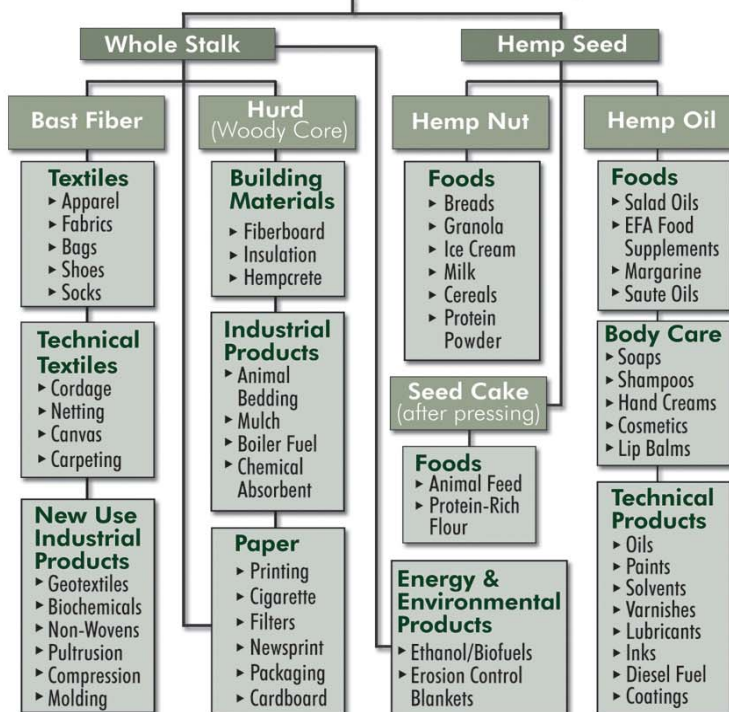 Whole Stalk
Hemp Seed
Bast Fiber
Hurd
(Woody Core)
Hemp Nut
Hemp Oil
Textiles
▸ Apparel
▸ Fabrics
▸ Bags
▸ Shoes
▸ Socks
Technical
Textiles
▸ Cordage
▸ Netting
▸ Canvas
▸ Carpeting
New Use
Industrial
Products
▸ Geotextiles
▸ Biochemicals
▸ Non-Wovens
▸ Pultrusion
▸ Compression
▸ Molding
Building
Materials
▸ Fiberboard
▸ Insulation
▸ Hempcrete
Industrial
Products
▸ Animal
Bedding
▸ Mulch
▸ Boiler Fuel
▸ Chemical
Absorbent
Paper
▸ Printing
▸ Cigarette
▸ Filters
▸ Newsprint
▸ Packaging
▸ Cardboard
Foods
▸ Breads
▸ Granola
▸ Ice Cream
▸ Milk
▸ Cereals
▸ Protein
Powder
Seed Cake
(after pressing)
Foods
▸ Animal Feed
▸ Protein-Rich
Flour
Energy &
Environmental
Products
▸ Ethanol/Biofuels
▸ Erosion Control
Blankets
Foods
▸ Salad Oils
▸ EFA Food
Supplements
▸ Margarine
▸ Saute Oils
Body Care
▸ Soaps
▸ Shampoos
▸ Hand Creams
▸ Cosmetics
▸ Lip Balms
Technical
Products
▸ Oils
▸ Paints
▸ Solvents
▸ Varnishes
▸ Lubricants
▸ Inks
▸ Diesel Fuel
▸ Coatings